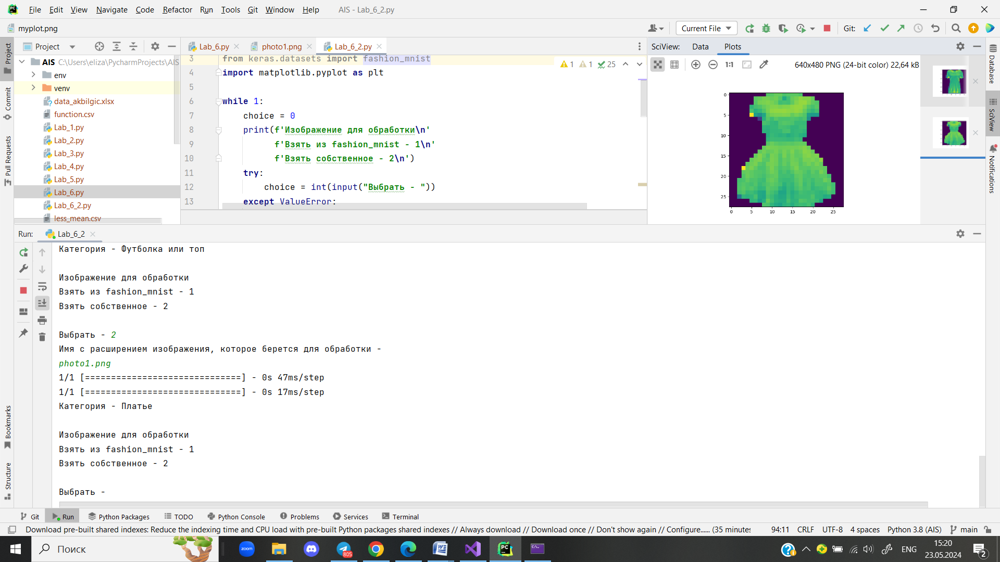 File Edit View Navigate Code Refactor Run Tools Git Window Help AIS - Lab_6_2.py
myplot.png
Current File
Git:
Project
Lab_6.py
photo1.png
Lab_6_2.py
SciView: Data Plots
AIS C:\Users\eliza\PycharmProjects\AIS
env
venv
data_akbilgic.xlsx
function.csv
Lab_1.py
Lab_2.py
Lab_3.py
Lab_4.py
Lab_5.py
Lab_6.py
Lab_6_2.py
less_mean.csv
3 from keras.datasets import fashion_mnist
4 import matplotlib.pyplot as plt
5
6 while 1:
7 choice = 0
8 print(f'Изображение для обработки\n'
9 f'Взять из fashion_mnist - 1\n'
10 f'Взять собственное - 2\n')
11 try:
12 choice = int(input("Выбрать - "))
13 except ValueError:
1 1 25
1:1
640x480 PNG (24-bit color) 22,64 kB
0
5
10
15
20
25
0 5 10 15 20 25
Project
Commit
Pull Requests
Bookmarks
Structure
Database
SciView
Notifications
Run: Lab_6_2
Категория - Футболка или топ
Изображение для обработки
Взять из fashion_mnist - 1
Взять собственное - 2
Выбрать - 2
Имя с расширением изображения, которое берется для обработки -
photo1.png
1/1 [==============================] - 0s 47ms/step
1/1 [==============================] - 0s 17ms/step
Категория - Платье
Изображение для обработки
Взять из fashion_mnist - 1
Взять собственное - 2
Выбрать -
Git Run Python Packages TODO Python Console Problems Services Terminal
Download pre-built shared indexes: Reduce the indexing time and CPU load with pre-built Python packages shared indexes // Always download // Download once // Don't show again // Configure...... (35 minutes
94:11 CRLF UTF-8 4 spaces Python 3.8 (AIS) main
Поиск
zoom
805
PC
ENG
15:20
23.05.2024
2